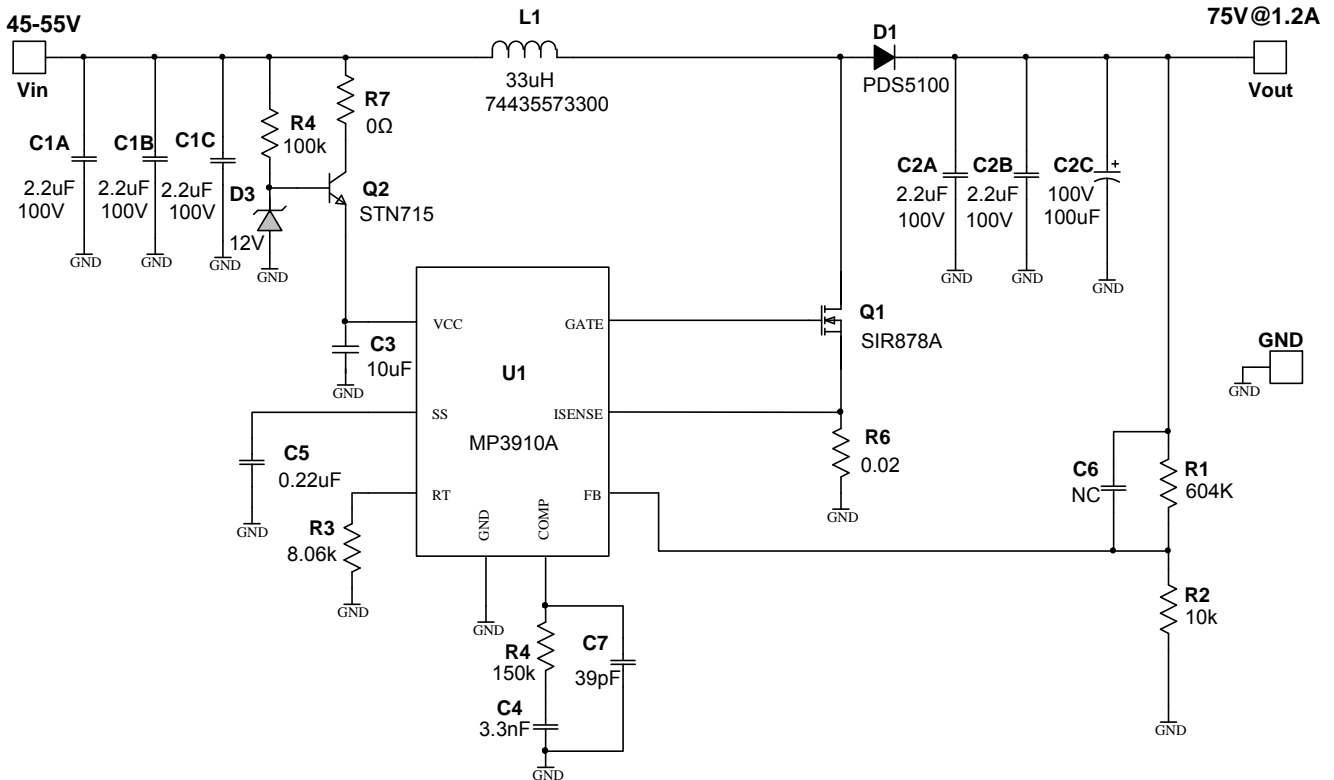 45-55V
Vin
L1
33uH
74435573300
D1
PDS5100
75V@1.2A
Vout
R7
0Ω
R4
100k
C1A
2.2uF
100V
GND
C1B
2.2uF
100V
GND
C1C
2.2uF
100V
GND
D3
12V
GND
Q2
STN715
C2A
2.2uF
100V
GND
C2B
2.2uF
100V
GND
C2C
+
100V
100uF
GND
VCC
GATE
Q1
SIR878A
C3
10uF
GND
U1
MP3910A
GND
GND
SS
ISENSE
C5
0.22uF
GND
R6
0.02
GND
RT
FB
GND
COMP
R3
8.06k
GND
C6
NC
R1
604K
GND
R2
10k
GND
R4
150k
C7
39pF
C4
3.3nF
GND